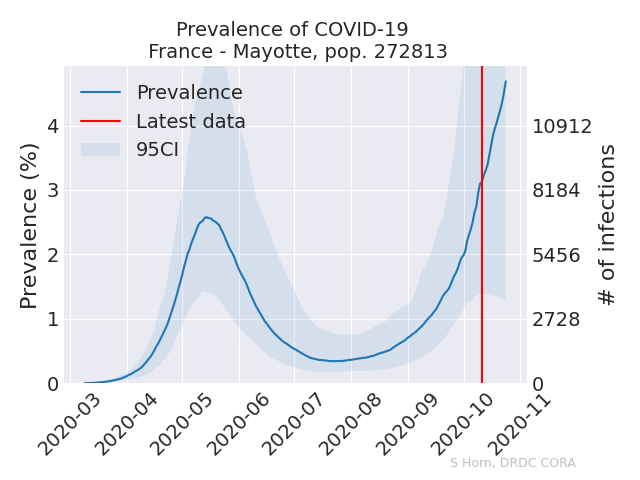 Prevalence of COVID-19
France - Mayotte, pop. 272813
Prevalence
Latest data
95CI
Prevalence (%)
4
3
2
1
0
10912
8184
5456
2728
0
# of infections
2020-03
2020-04
2020-05
2020-06
2020-07
2020-08
2020-09
2020-10
2020-11
S Horn, DRDC CORA